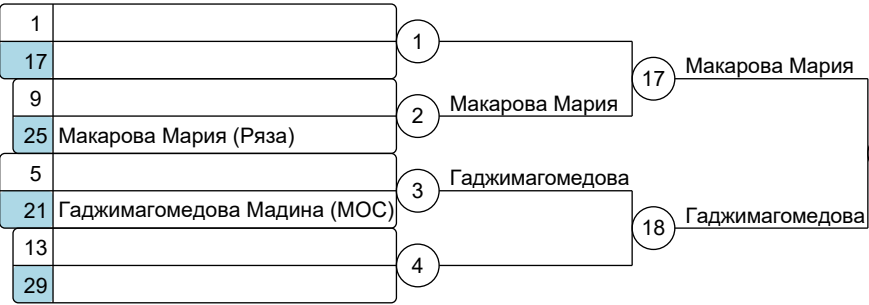 1
17
1
9
25 Макарова Мария (Ряза)
2 Макарова Мария
17 Макарова Мария
5
21 Гаджимагомедова Мадина (МОС)
3 Гаджимагомедова
13
29
4
18 Гаджимагомедова